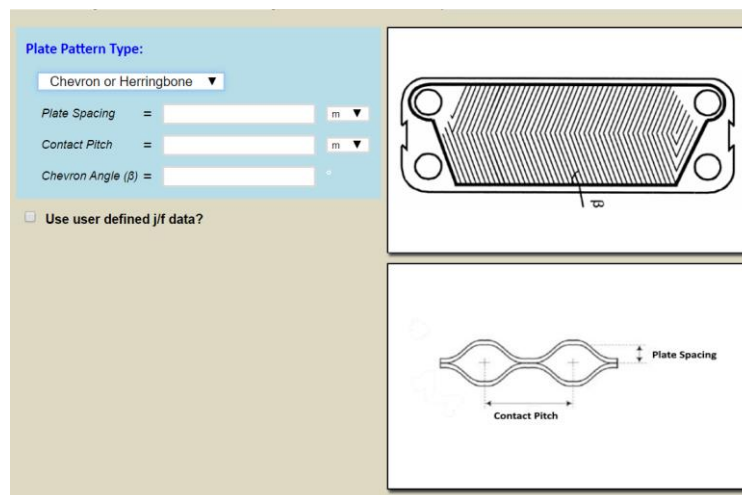 Plate Pattern Type:
Chevron or Herringbone
Plate Spacing =
m
Contact Pitch =
m
Chevron Angle (β) =
°
Use user defined j/f data?
β
Plate Spacing
Contact Pitch